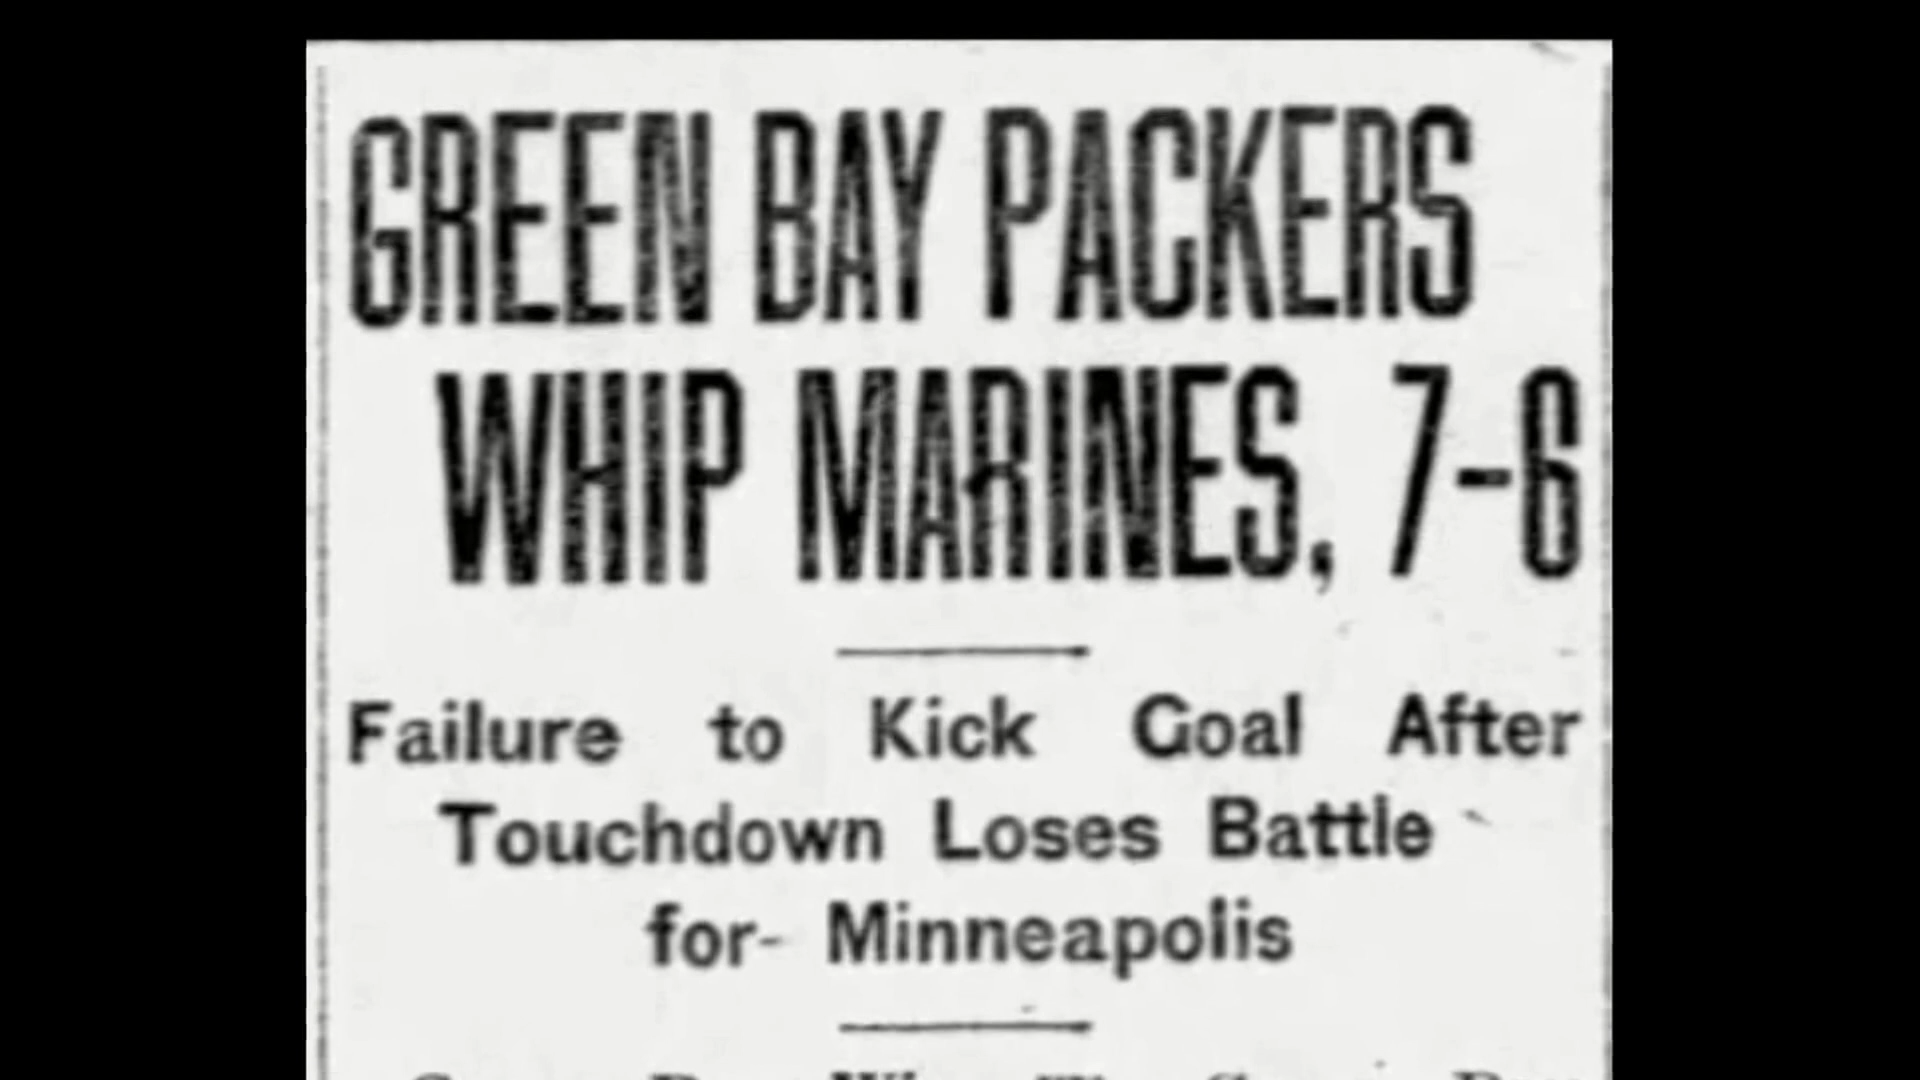 GREEN BAY PACKERS
WHIP MARINES, 7-6
Failure to Kick Goal After
Touchdown Loses Battle
for Minneapolis